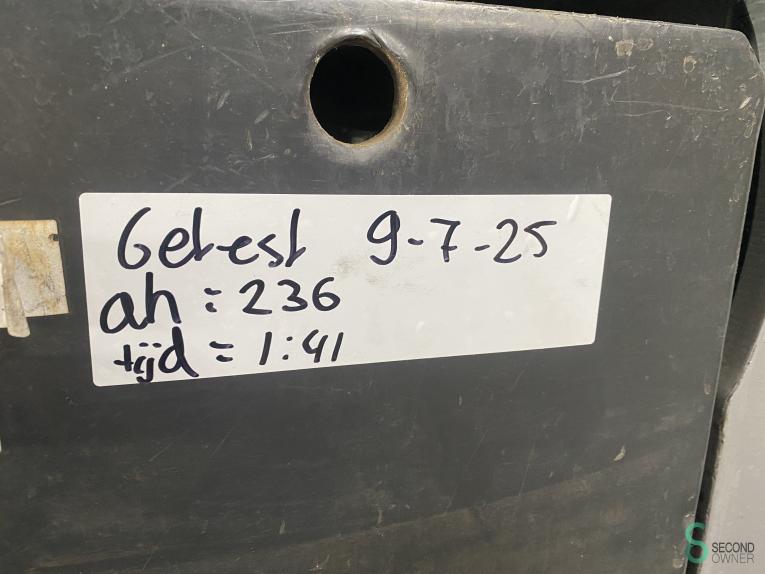 Getest 9-7-25
ah : 236
tijd = 1:41
SECOND
OWNER